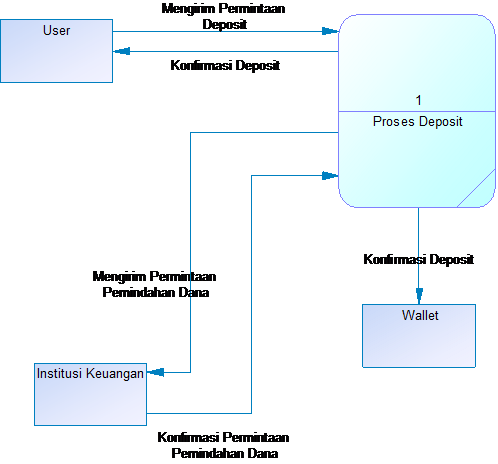 Mengirim Permintaan
Deposit
User
Konfirmasi Deposit
1
Proses Deposit
Konfirmasi Deposit
Mengirim Permintaan
Pemindahan Dana
Wallet
Institusi Keuangan
Konfirmasi Permintaan
Pemindahan Dana